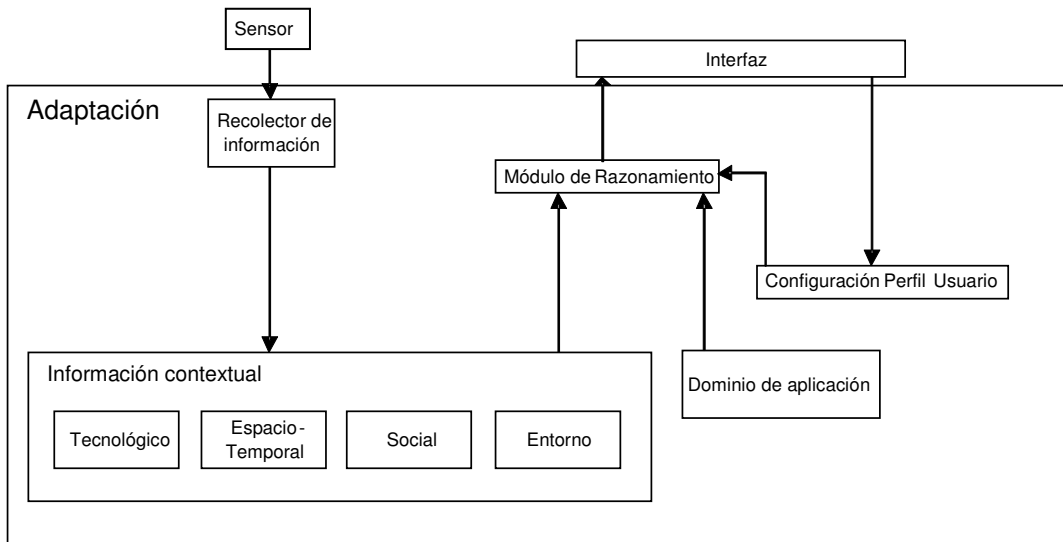 Sensor
Interfaz
Adaptación
Recolector de
información
Módulo de Razonamiento
Configuración Perfil Usuario
Información contextual
Dominio de aplicación
Tecnológico
Espacio-
Temporal
Social
Entorno